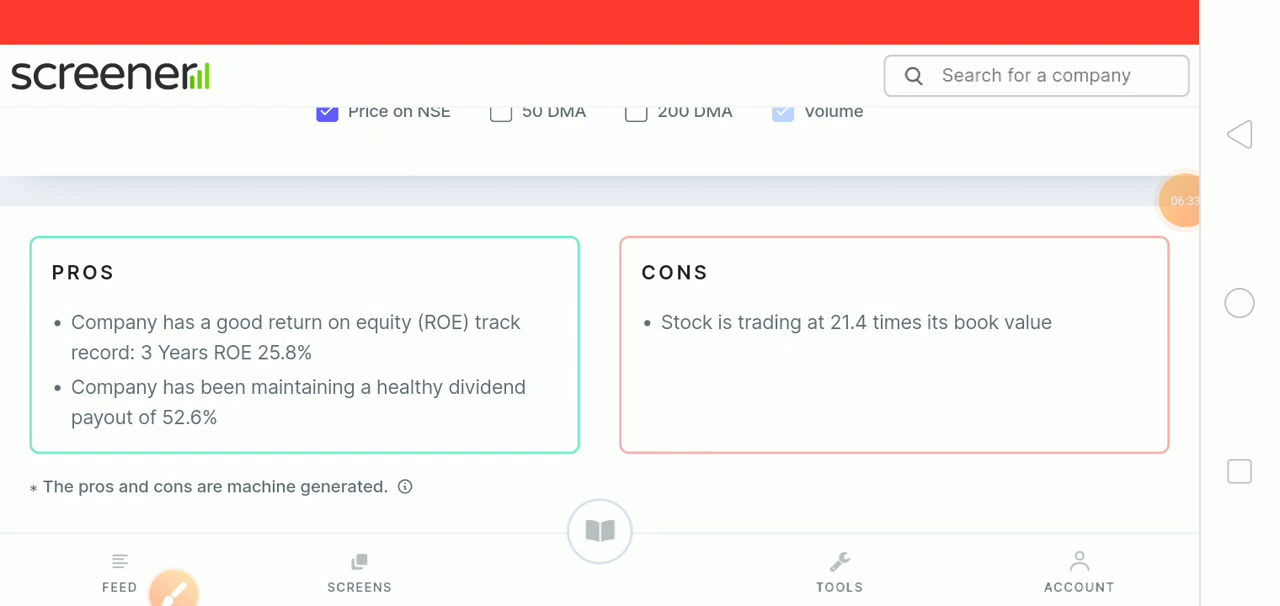 screener
Search for a company
Price on NSE 50 DMA 200 DMA Volume
06:33
PROS
• Company has a good return on equity (ROE) track
record: 3 Years ROE 25.8%
• Company has been maintaining a healthy dividend
payout of 52.6%
CONS
• Stock is trading at 21.4 times its book value
* The pros and cons are machine generated.
FEED
SCREENS
TOOLS
ACCOUNT